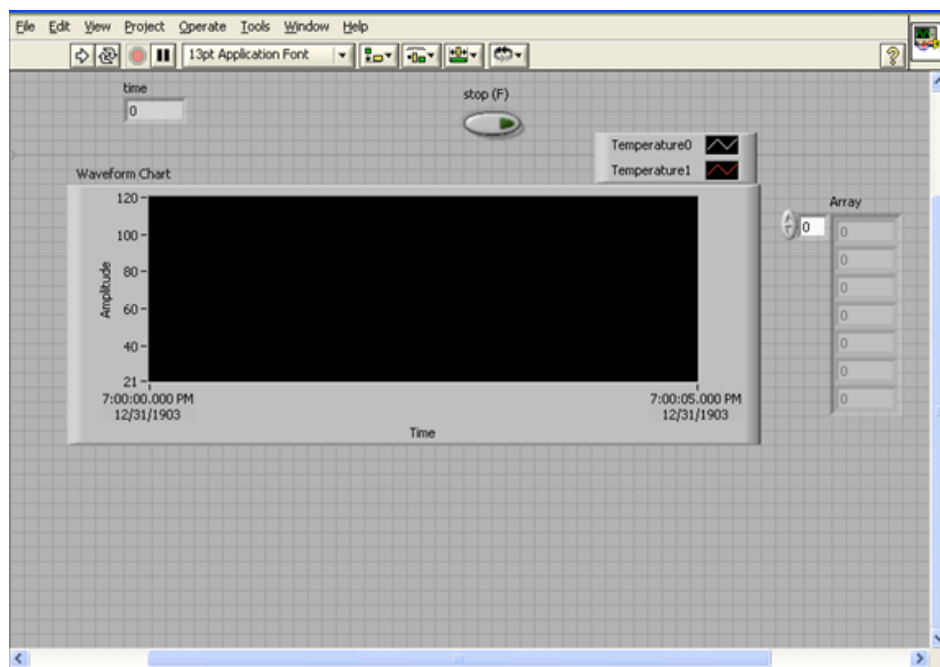 File Edit View Project Operate Tools Window Help
13pt Application Font
time
0
stop (F)
Temperature0
Temperature1
Waveform Chart
120
100
80
60
40
21
Amplitude
7:00:00.000 PM
12/31/1903
7:00:05.000 PM
12/31/1903
Time
Array
0
0
0
0
0
0
0
0
?